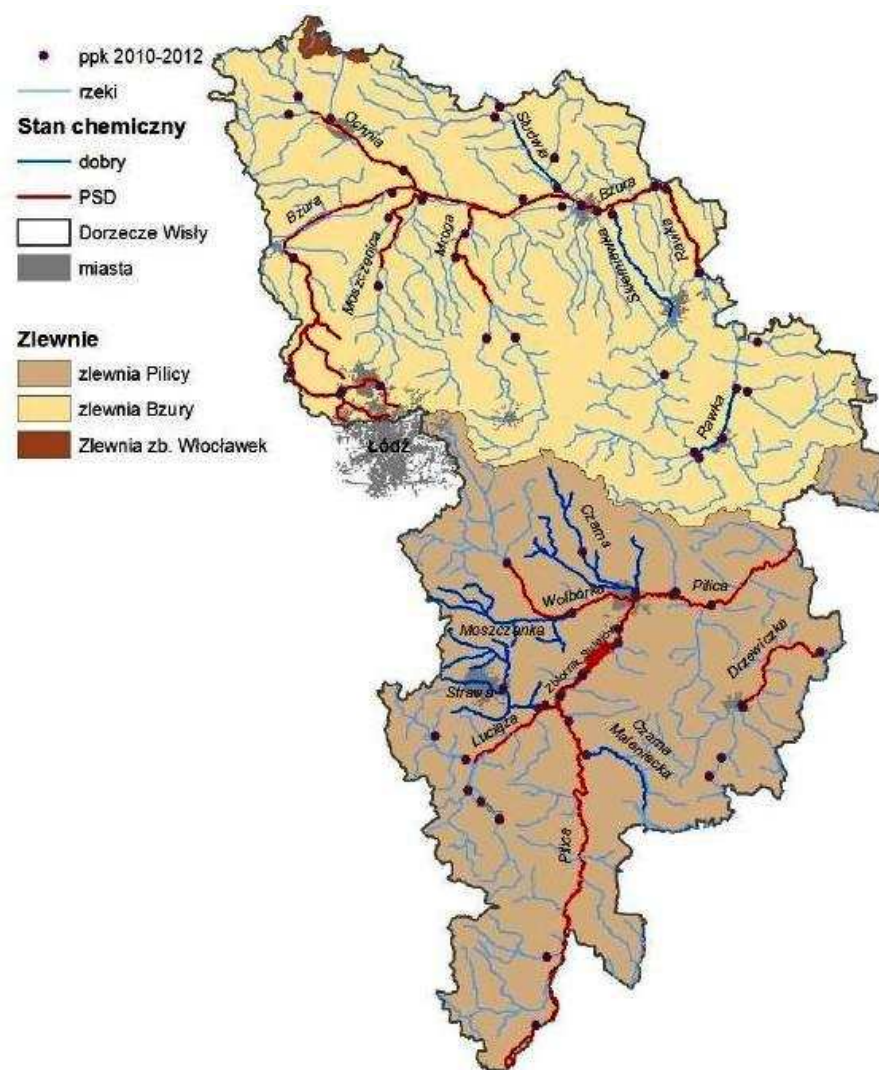 ppk 2010-2012
rzeki
Stan chemiczny
dobry
PSD
Dorzecze Wisły
miasta
Zlewnie
zlewnia Pilicy
zlewnia Bzury
Zlewnia zb. Włocławek
Ochnia
Słudwia
Bzura
Bzura
Rawka
Moszczenica
Mroga
Skierniewka
Rawka
Łódź
Czarna
Wolbórka
Pilica
Moszczanka
Drzewiczka
Zbiornik Sulejów
Strawa
Luciąża
Czarna
Maleniecka
Pilica